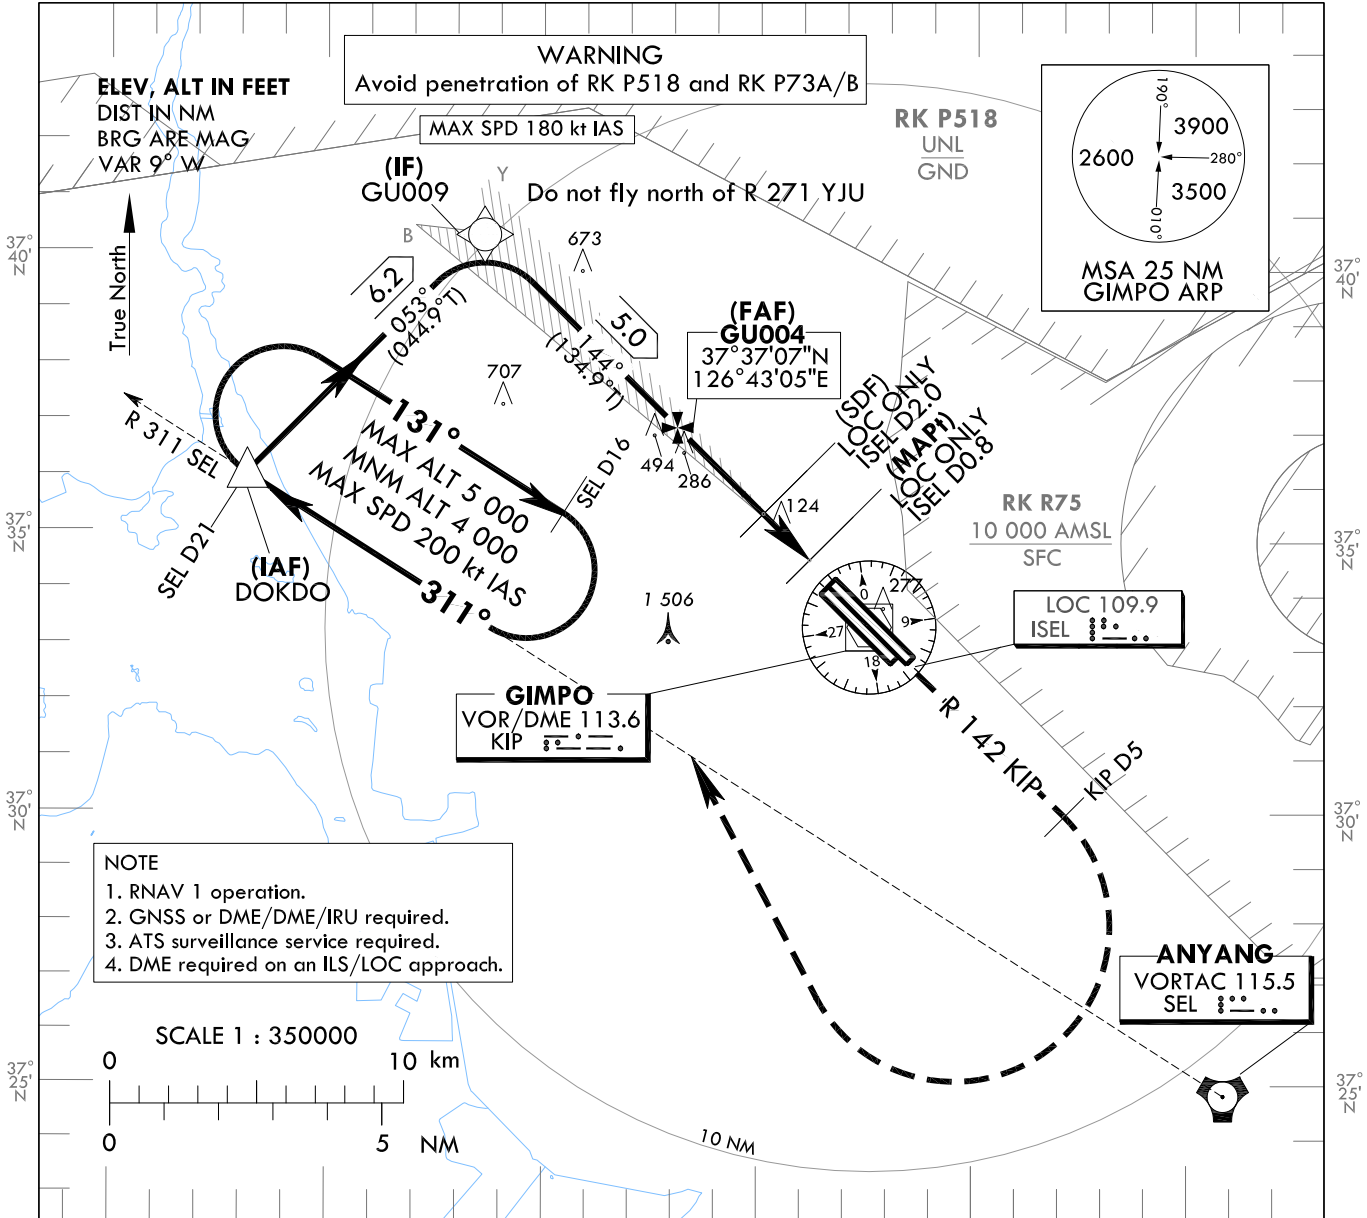 WARNING
Avoid penetration of RK P518 and RK P73A/B
ELEV, ALT IN FEET
DIST IN NM
BRG ARE MAG
VAR 9° W
MAX SPD 180 kt IAS
RK P518
UNL
GND
190°
3900
2600
280°
3500
010°
MSA 25 NM
GIMPO ARP
(IF)
GU009
Y
Do not fly north of R 271 YJU
B
673
37°
40'
N
37°
40'
N
True North
6.2
053°
(044.9°T)
5.0
144°
(134.9°T)
(FAF)
GU004
37°37'07"N
126°43'05"E
707
(SDF)
LOC ONLY
ISEL D2.0
(MAPt)
LOC ONLY
ISEL D0.8
R 311 SEL
131°
MAX ALT 5 000
MNM ALT 4 000
MAX SPD 200 kt IAS
311°
SEL D16
SEL D21
494
286
124
RK R75
10 000 AMSL
SFC
37°
35'
N
37°
35'
N
(IAF)
DOKDO
1 506
277
0
9
18
27
LOC 109.9
ISEL
GIMPO
VOR/DME 113.6
KIP
R 142 KIP
KIP D5
37°
30'
N
37°
30'
N
NOTE
1. RNAV 1 operation.
2. GNSS or DME/DME/IRU required.
3. ATS surveillance service required.
4. DME required on an ILS/LOC approach.
ANYANG
VORTAC 115.5
SEL
SCALE 1 : 350000
0
10 km
0
5
NM
37°
25'
N
37°
25'
N
10 NM